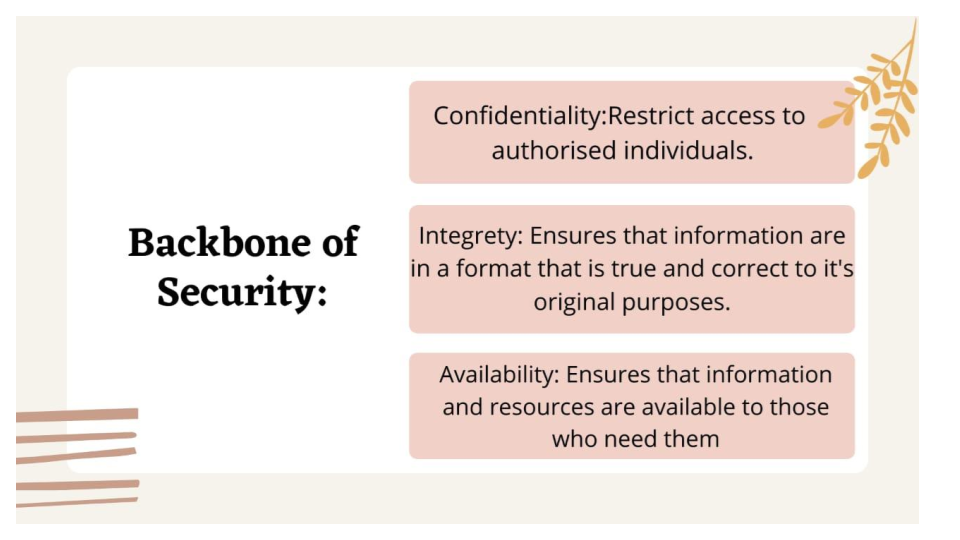 Backbone of
Security:
Confidentiality:Restrict access to
authorised individuals.
Integrety: Ensures that information are
in a format that is true and correct to it's
original purposes.
Availability: Ensures that information
and resources are available to those
who need them